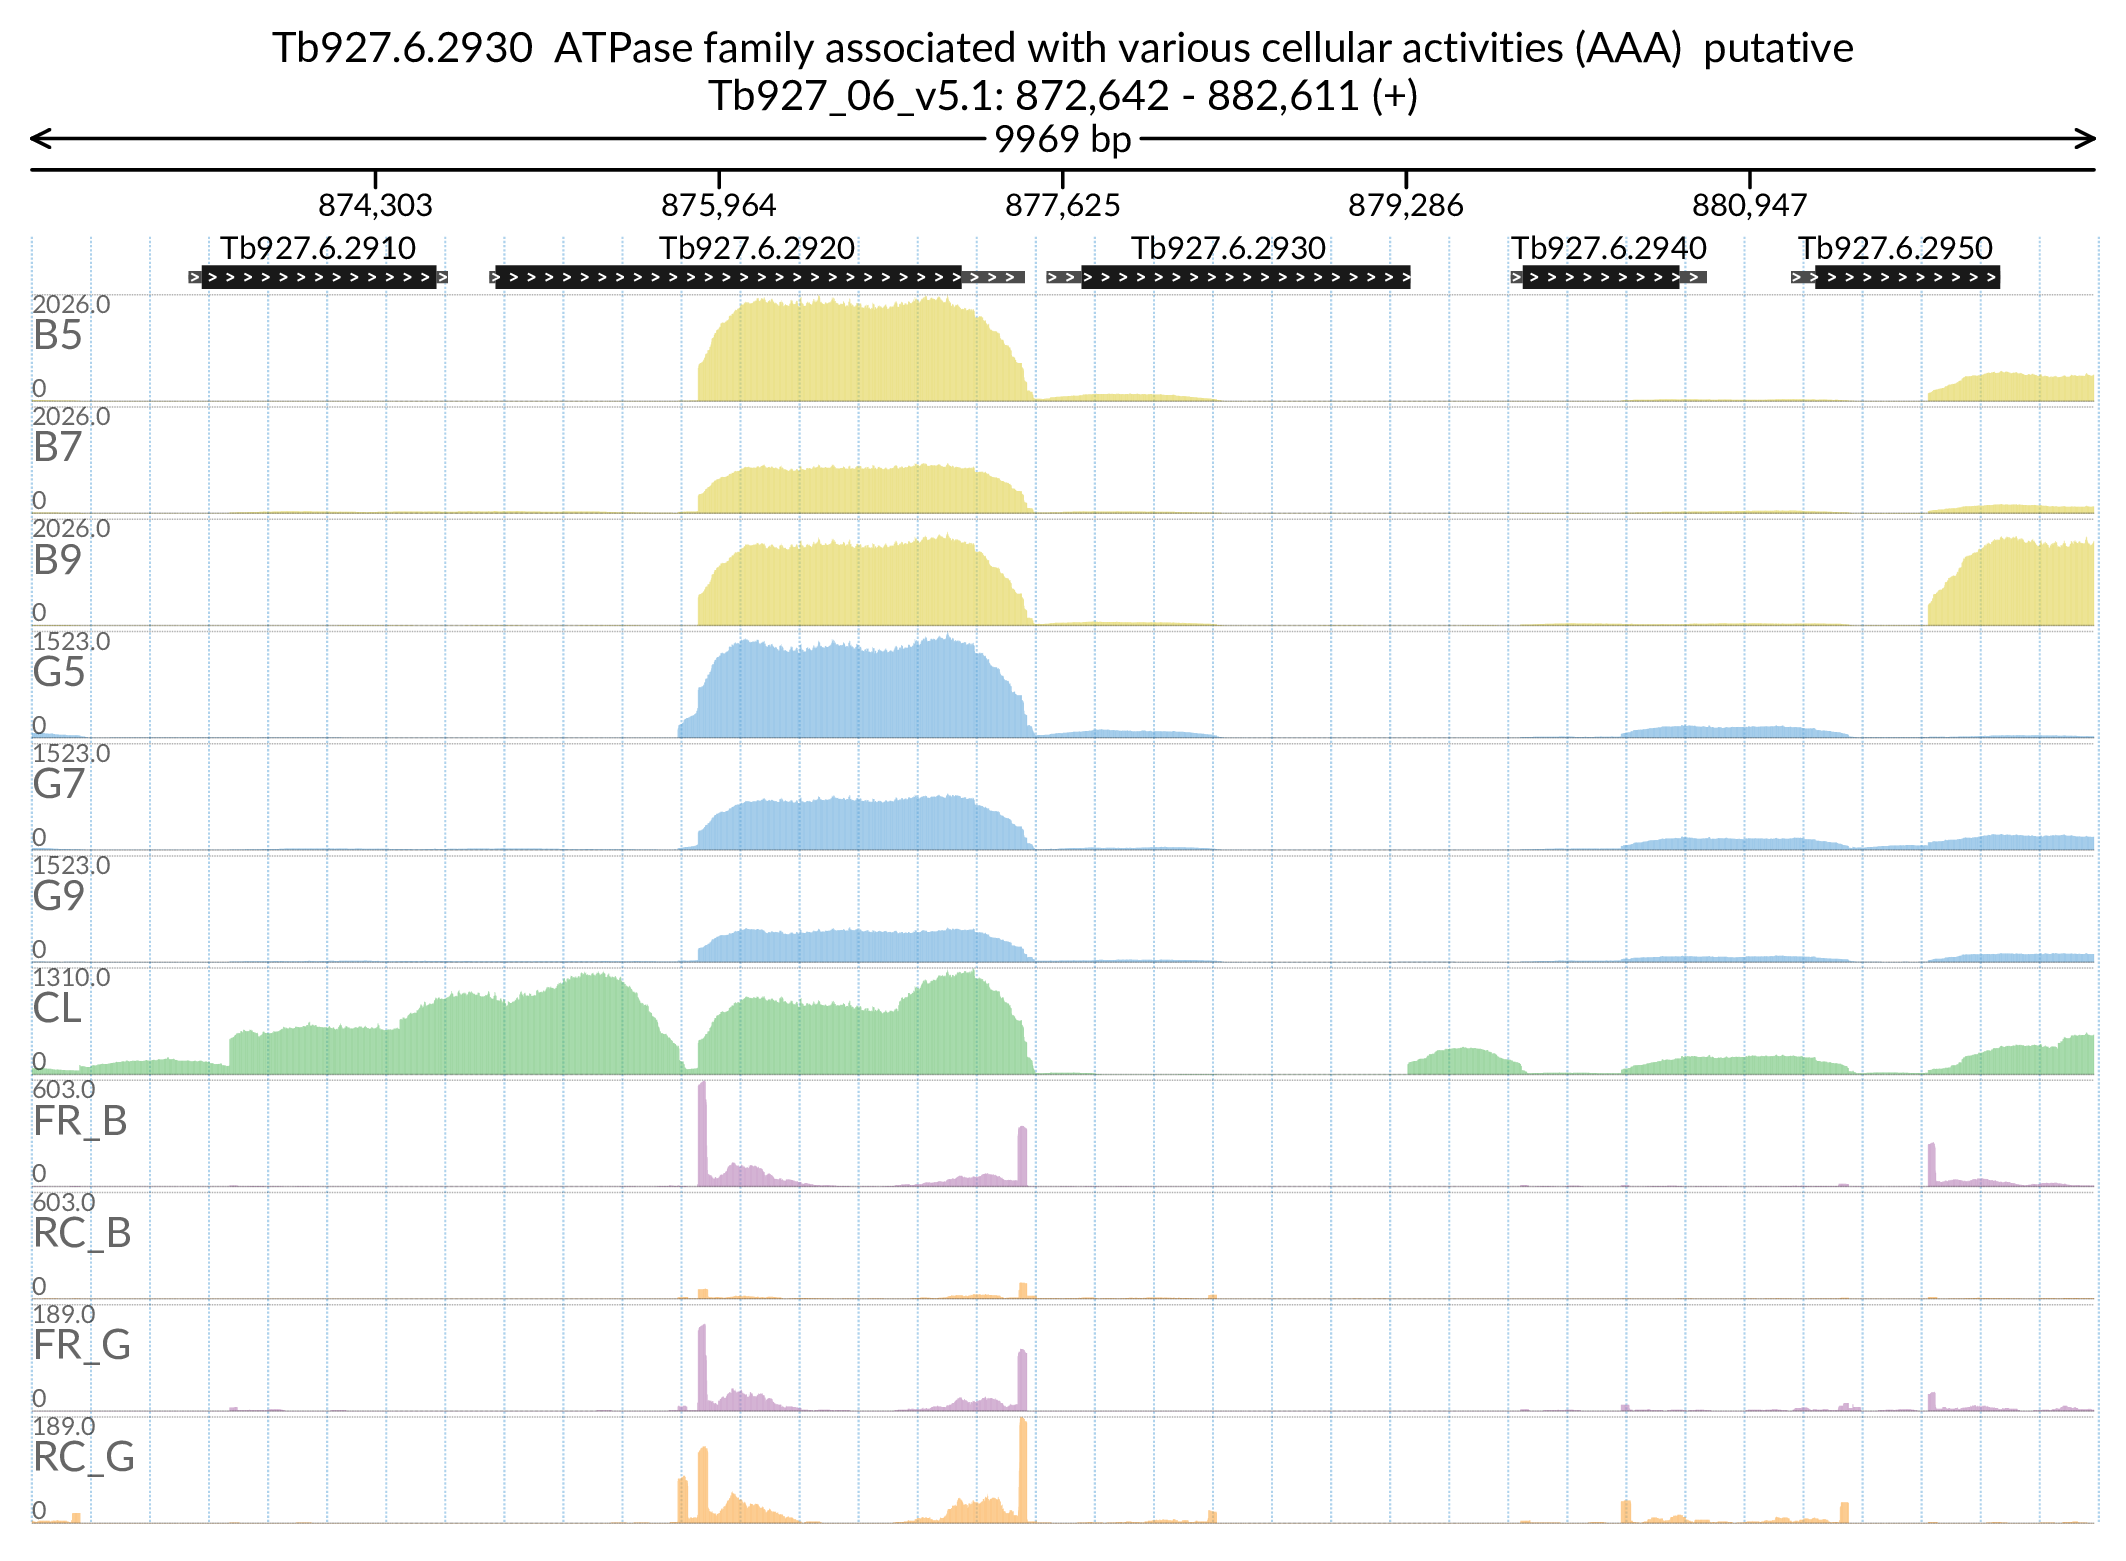 Tb927.6.2930 ATPase family associated with various cellular activities (AAA) putative
Tb927_06_v5.1: 872,642 - 882,611 (+)
9969 bp
874,303 875,964 877,625 879,286 880,947
Tb927.6.2910 Tb927.6.2920 Tb927.6.2930 Tb927.6.2940 Tb927.6.2950
2026.0
B5
0
2026.0
B7
0
2026.0
B9
0
1523.0
G5
0
1523.0
G7
0
1523.0
G9
0
1310.0
CL
0
603.0
FR_B
0
603.0
RC_B
0
189.0
FR_G
0
189.0
RC_G
0